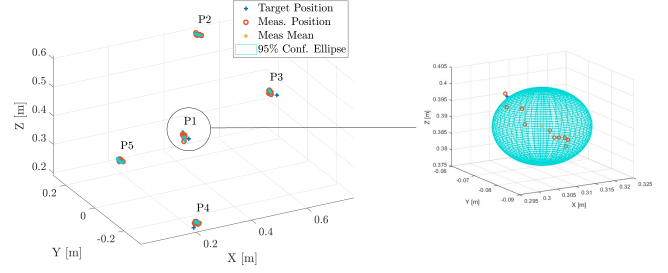 Target Position
Meas. Position
Meas Mean
95% Conf. Ellipse
P2
P3
P1
P5
P4
0.6
0.5
0.4
0.3
0.2
Z [m]
0.2
0
-0.2
Y [m]
0.2
0.4
0.6
X [m]
0.405
0.4
0.395
0.39
0.385
0.38
0.375
Z [m]
-0.06
-0.07
-0.08
-0.09
Y [m]
0.295
0.3
0.305
0.31
0.315
0.32
0.325
X [m]